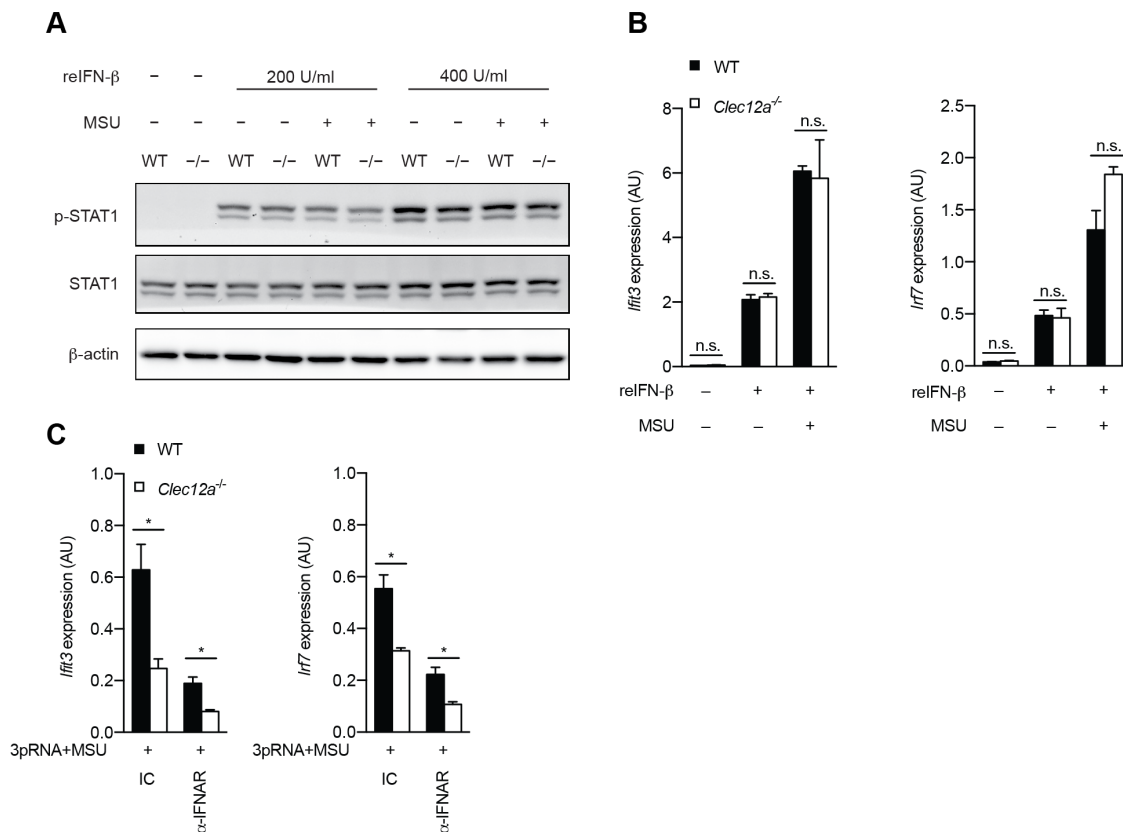 A
reIFN-β – – 200 U/ml 400 U/ml
MSU – – – – + + – – + +
WT –/– WT –/– WT –/– WT –/– WT –/–
p-STAT1
STAT1
β-actin
B
WT
Clec12a-/-
8
6
4
2
0
Ifit3 expression (AU)
n.s.
n.s.
n.s.
reIFN-β – + +
MSU – – +
2.5
2.0
1.5
1.0
0.5
0.0
Irf7 expression (AU)
n.s.
n.s.
n.s.
reIFN-β – + +
MSU – – +
C
WT
Clec12a-/-
1.0
0.8
0.6
0.4
0.2
0.0
Ifit3 expression (AU)
*
*
3pRNA+MSU + +
IC
α-IFNAR
1.0
0.8
0.6
0.4
0.2
0.0
Irf7 expression (AU)
*
*
3pRNA+MSU + +
IC
α-IFNAR